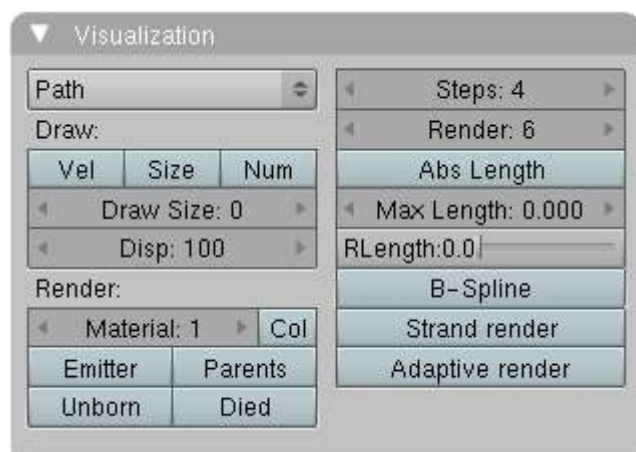 Visualization
Path
Draw:
Vel Size Num
Draw Size: 0
Disp: 100
Render:
Material: 1 Col
Emitter Parents
Unborn Died
Steps: 4
Render: 6
Abs Length
Max Length: 0.000
RLength:0.0
B-Spline
Strand render
Adaptive render